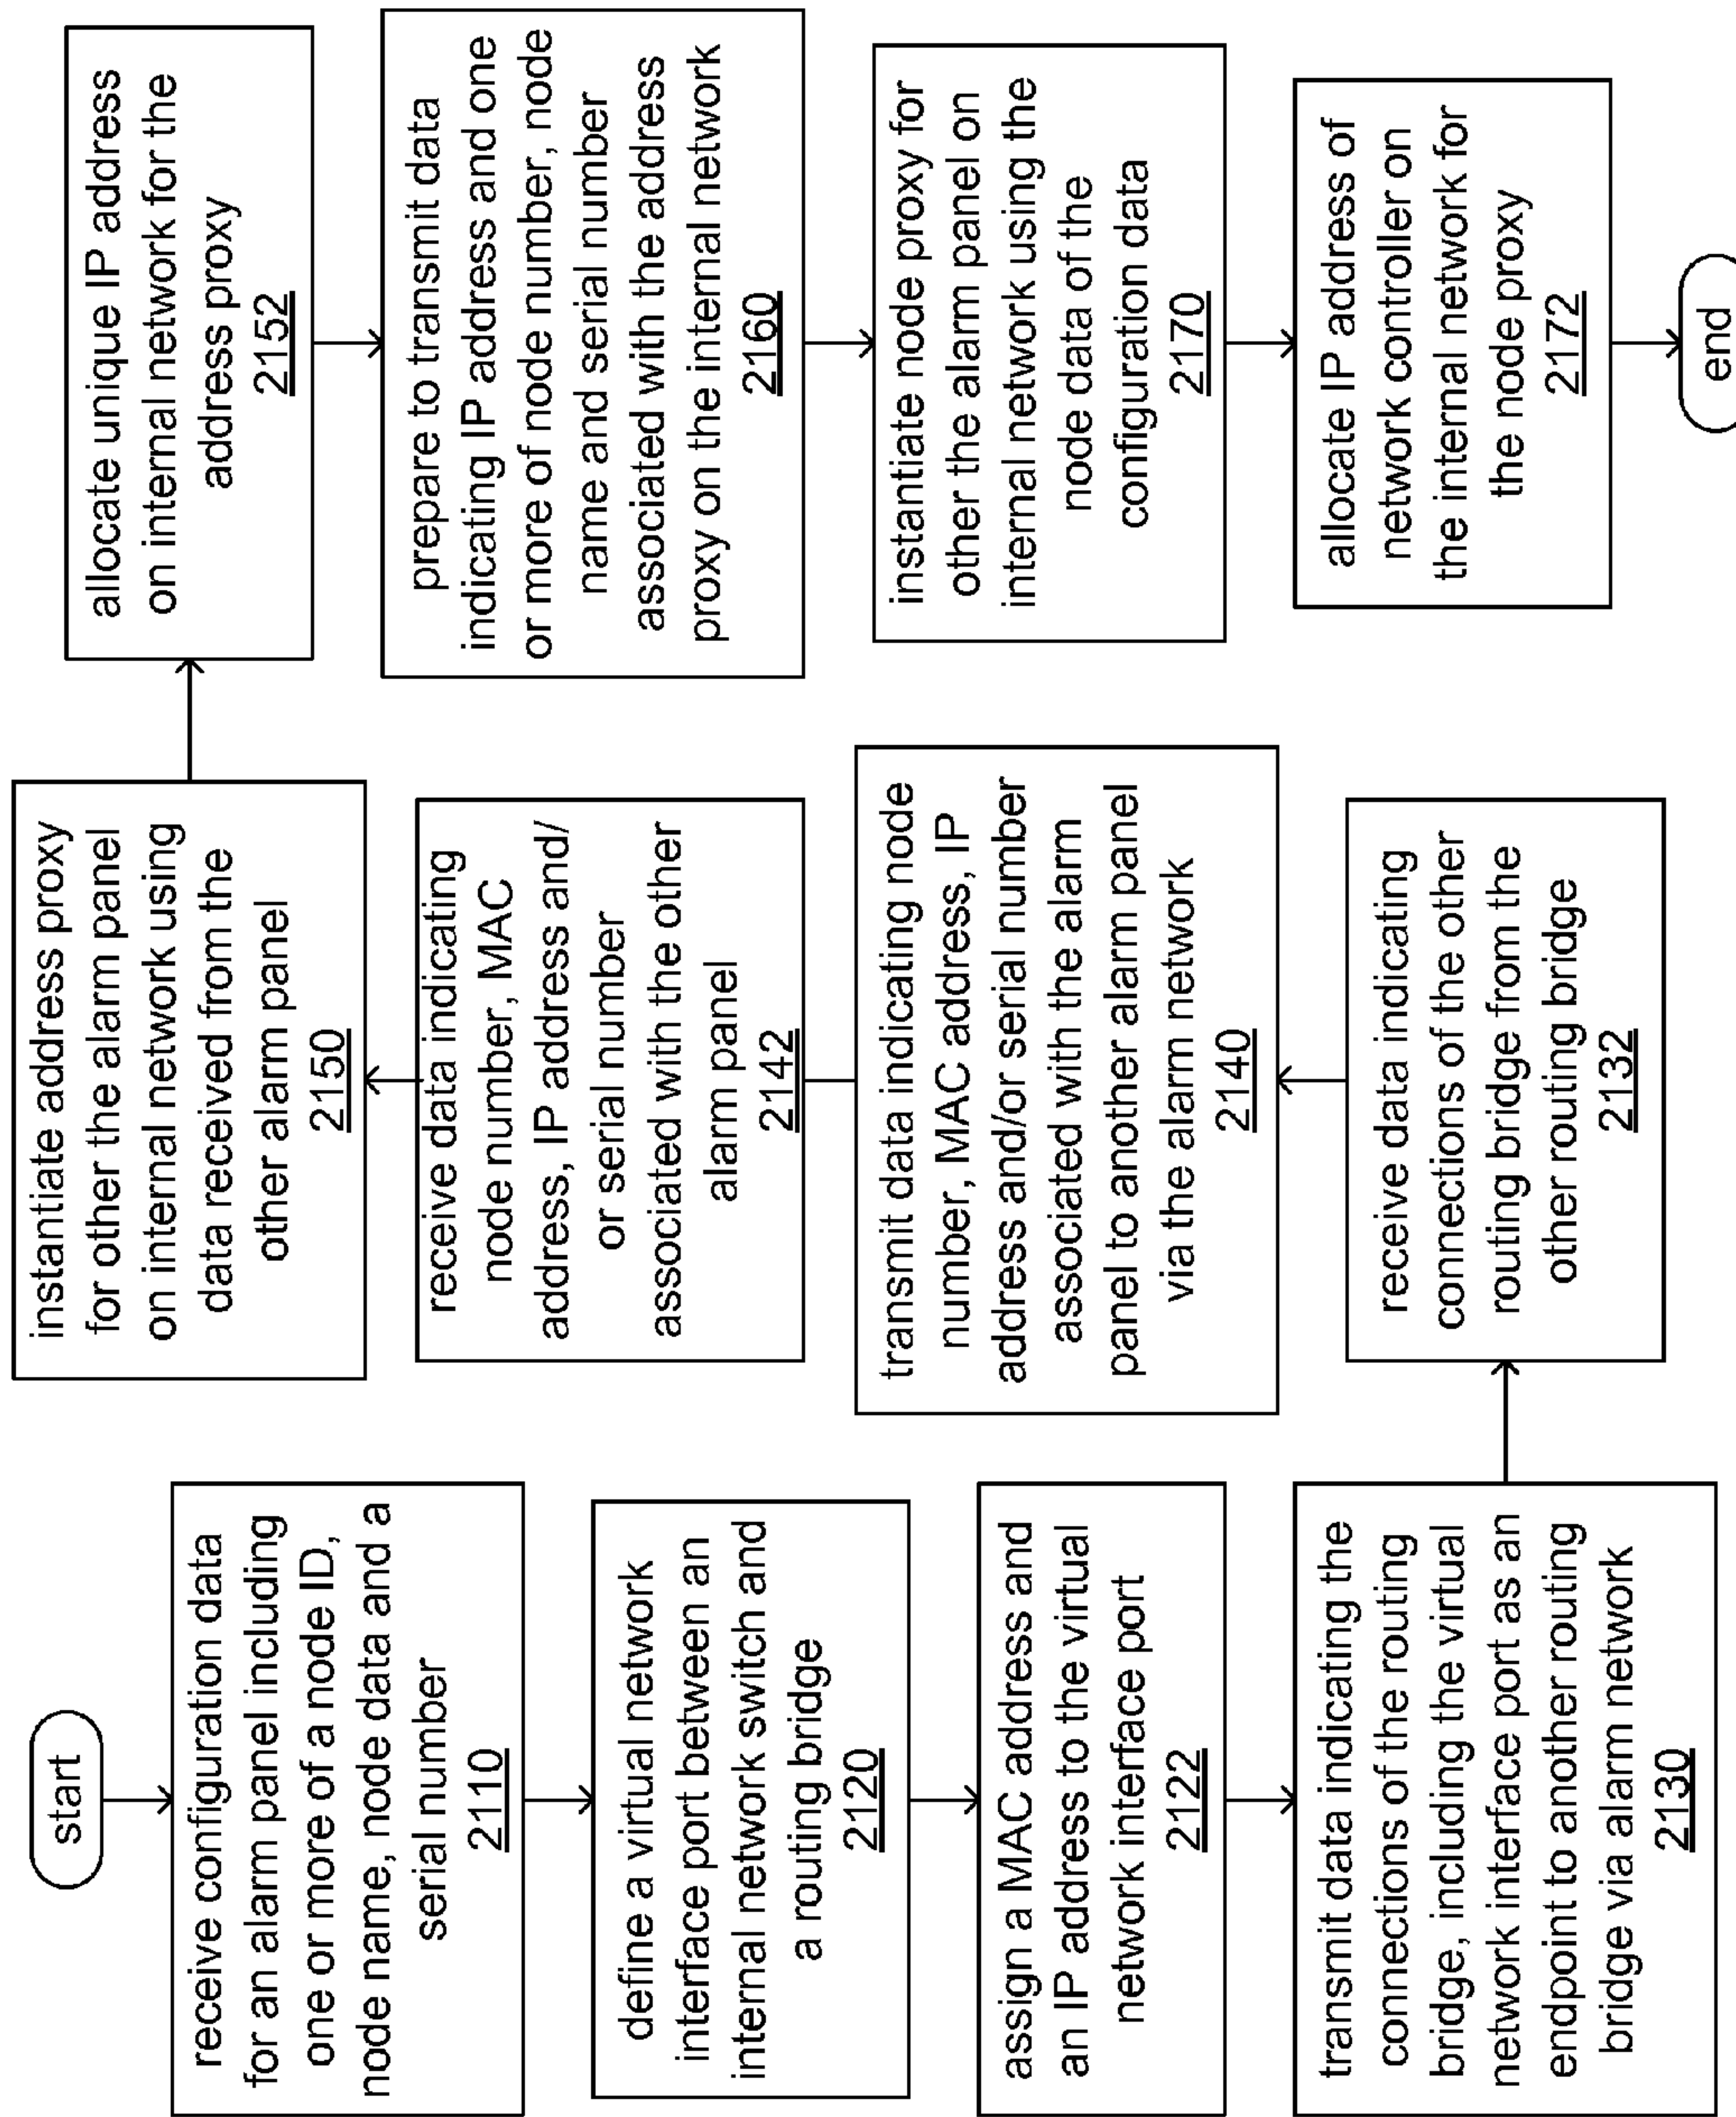 start
receive configuration data
for an alarm panel including
one or more of a node ID,
node name, node data and a
serial number
2110
define a virtual network
interface port between an
internal network switch and
a routing bridge
2120
assign a MAC address and
an IP address to the virtual
network interface port
2122
transmit data indicating the
connections of the routing
bridge, including the virtual
network interface port as an
endpoint to another routing
bridge via alarm network
2130
receive data indicating
connections of the other
routing bridge from the
other routing bridge
2132
transmit data indicating node
number, MAC address, IP
address and/or serial number
associated with the alarm
panel to another alarm panel
via the alarm network
2140
receive data indicating
node number, MAC
address, IP address and/
or serial number
associated with the other
alarm panel
2142
instantiate address proxy
for other the alarm panel
on internal network using
data received from the
other alarm panel
2150
allocate unique IP address
on internal network for the
address proxy
2152
prepare to transmit data
indicating IP address and one
or more of node number, node
name and serial number
associated with the address
proxy on the internal network
2160
instantiate node proxy for
other the alarm panel on
internal network using the
node data of the
configuration data
2170
allocate IP address of
network controller on
the internal network for
the node proxy
2172
end